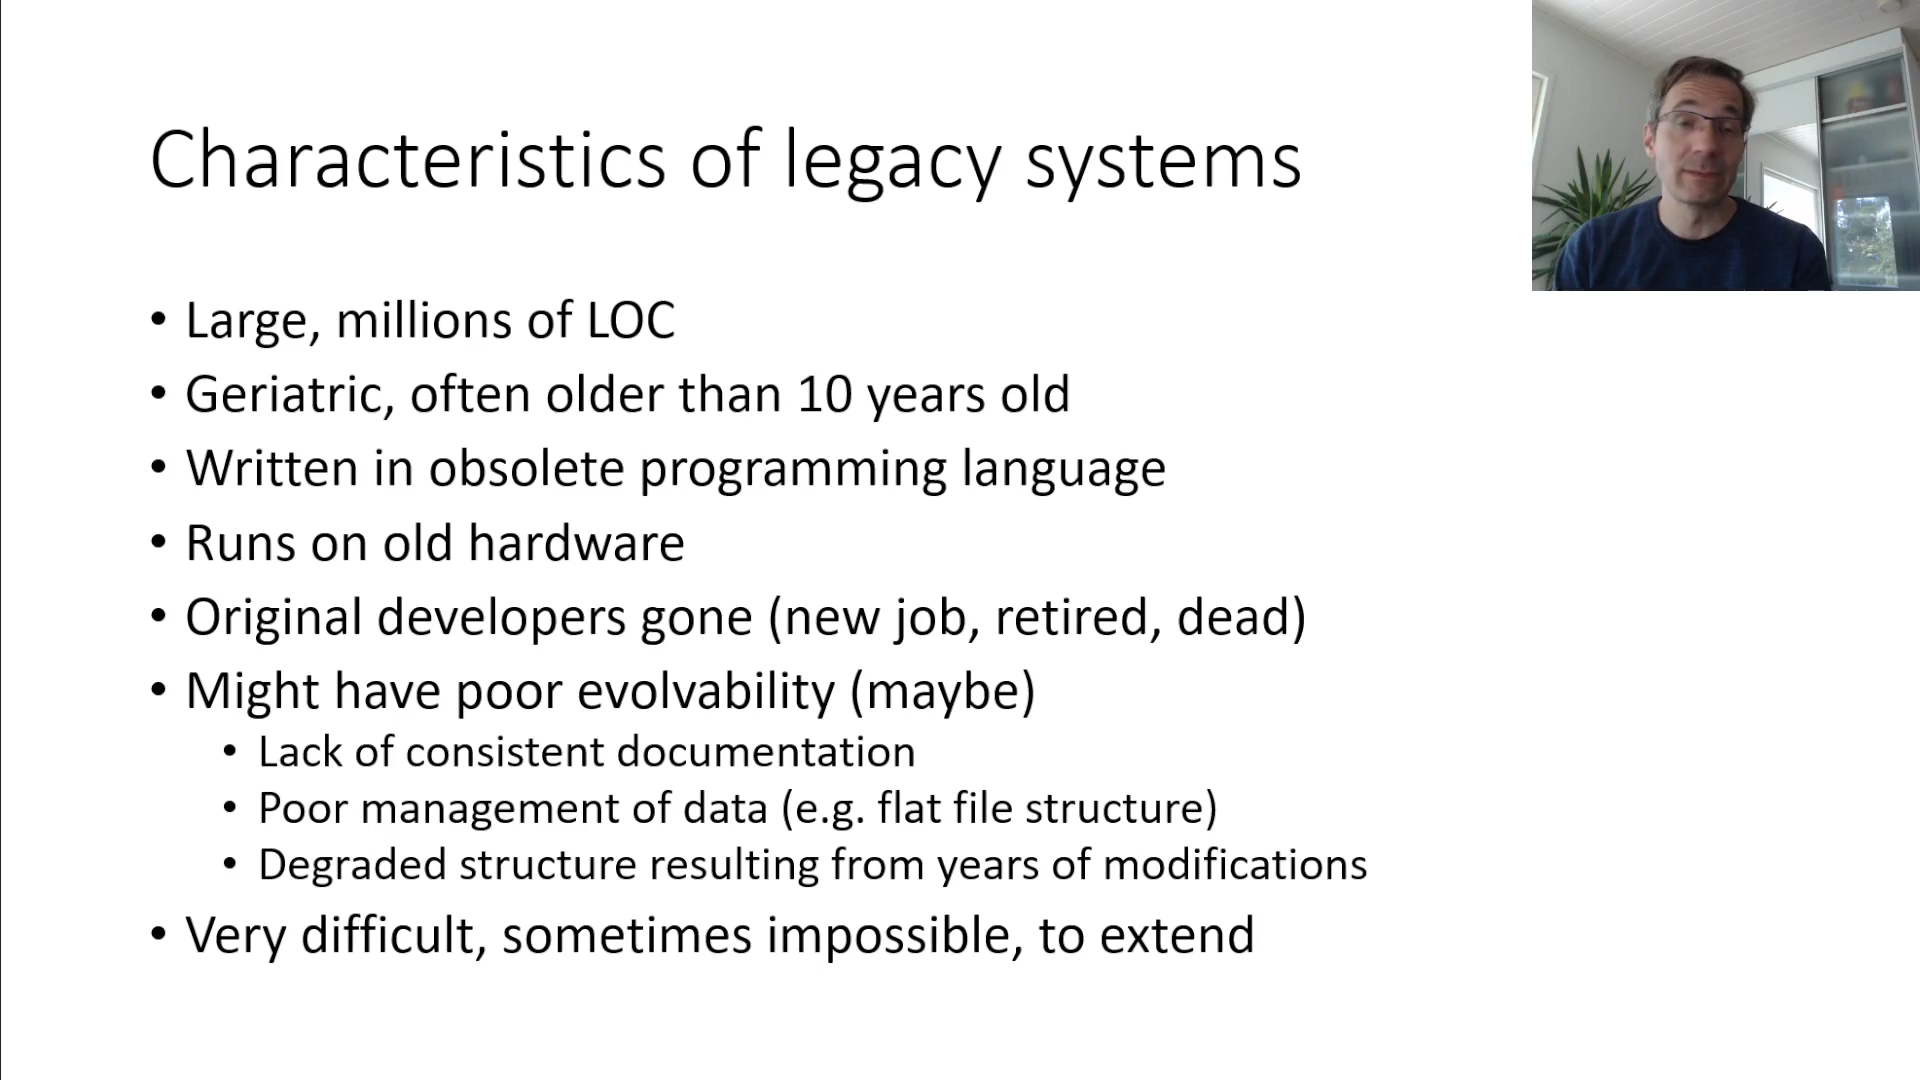 Characteristics of legacy systems
• Large, millions of LOC
• Geriatric, often older than 10 years old
• Written in obsolete programming language
• Runs on old hardware
• Original developers gone (new job, retired, dead)
• Might have poor evolvability (maybe)
• Lack of consistent documentation
• Poor management of data (e.g. flat file structure)
• Degraded structure resulting from years of modifications
• Very difficult, sometimes impossible, to extend